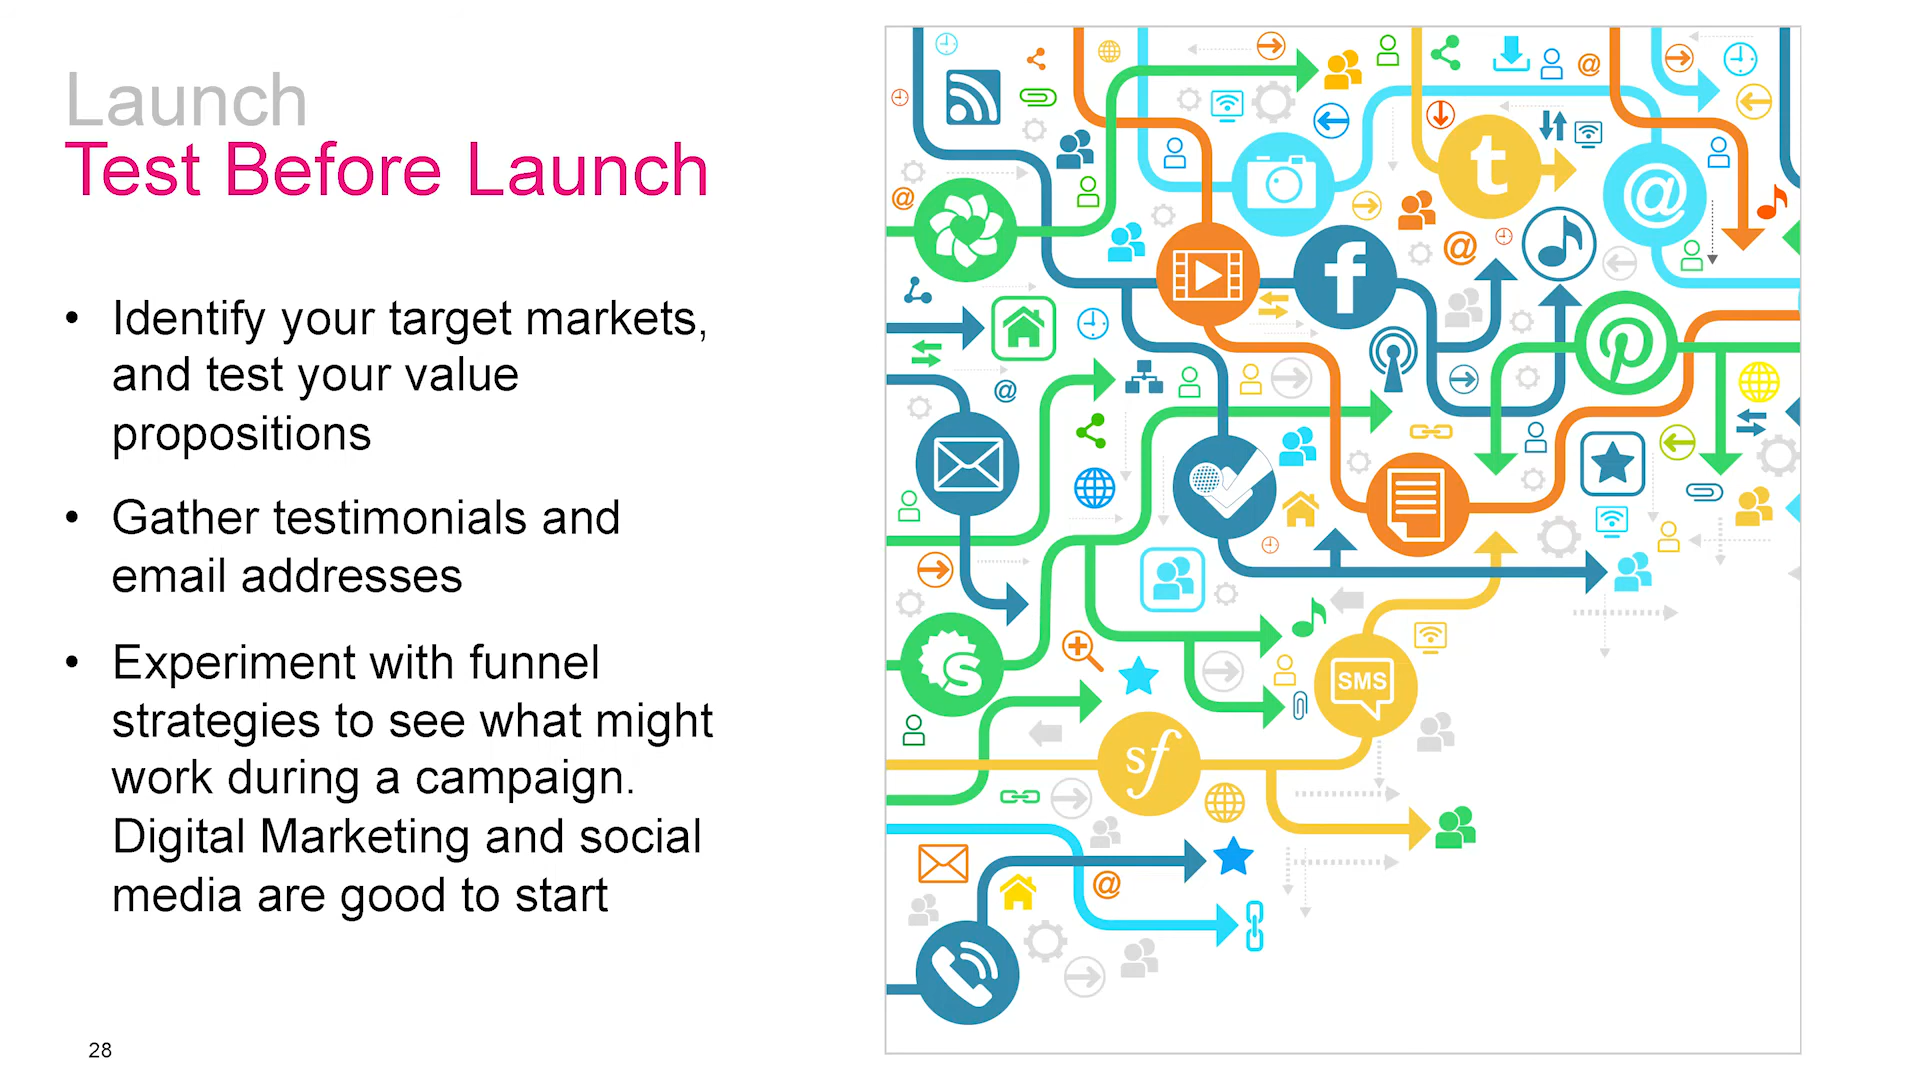 Launch
Test Before Launch
• Identify your target markets,
and test your value
propositions
• Gather testimonials and
email addresses
• Experiment with funnel
strategies to see what might
work during a campaign.
Digital Marketing and social
media are good to start
28
t
@
f
@
@
@
@
@
s
SMS
sf
@